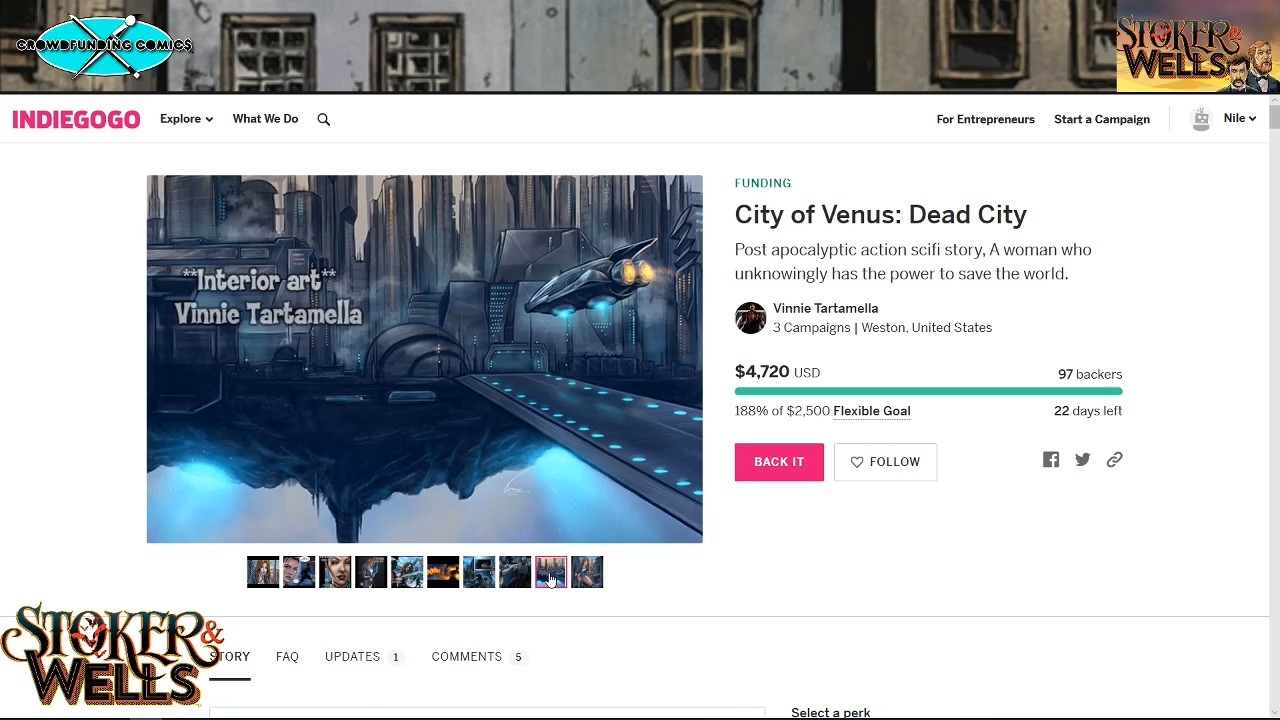 CROWDFUNDING COMICS
STOKER &
WELLS
INDIEGOGO
Explore
What We Do
For Entrepreneurs
Start a Campaign
Nile
**Interior art**
Vinnie Tartamella
FUNDING
City of Venus: Dead City
Post apocalyptic action scifi story, A woman who
unknowingly has the power to save the world.
Vinnie Tartamella
3 Campaigns | Weston, United States
$4,720 USD
97 backers
188% of $2,500 Flexible Goal
22 days left
BACK IT
FOLLOW
STOKER &
WELLS
STORY
FAQ
UPDATES 1
COMMENTS 5
Select a perk